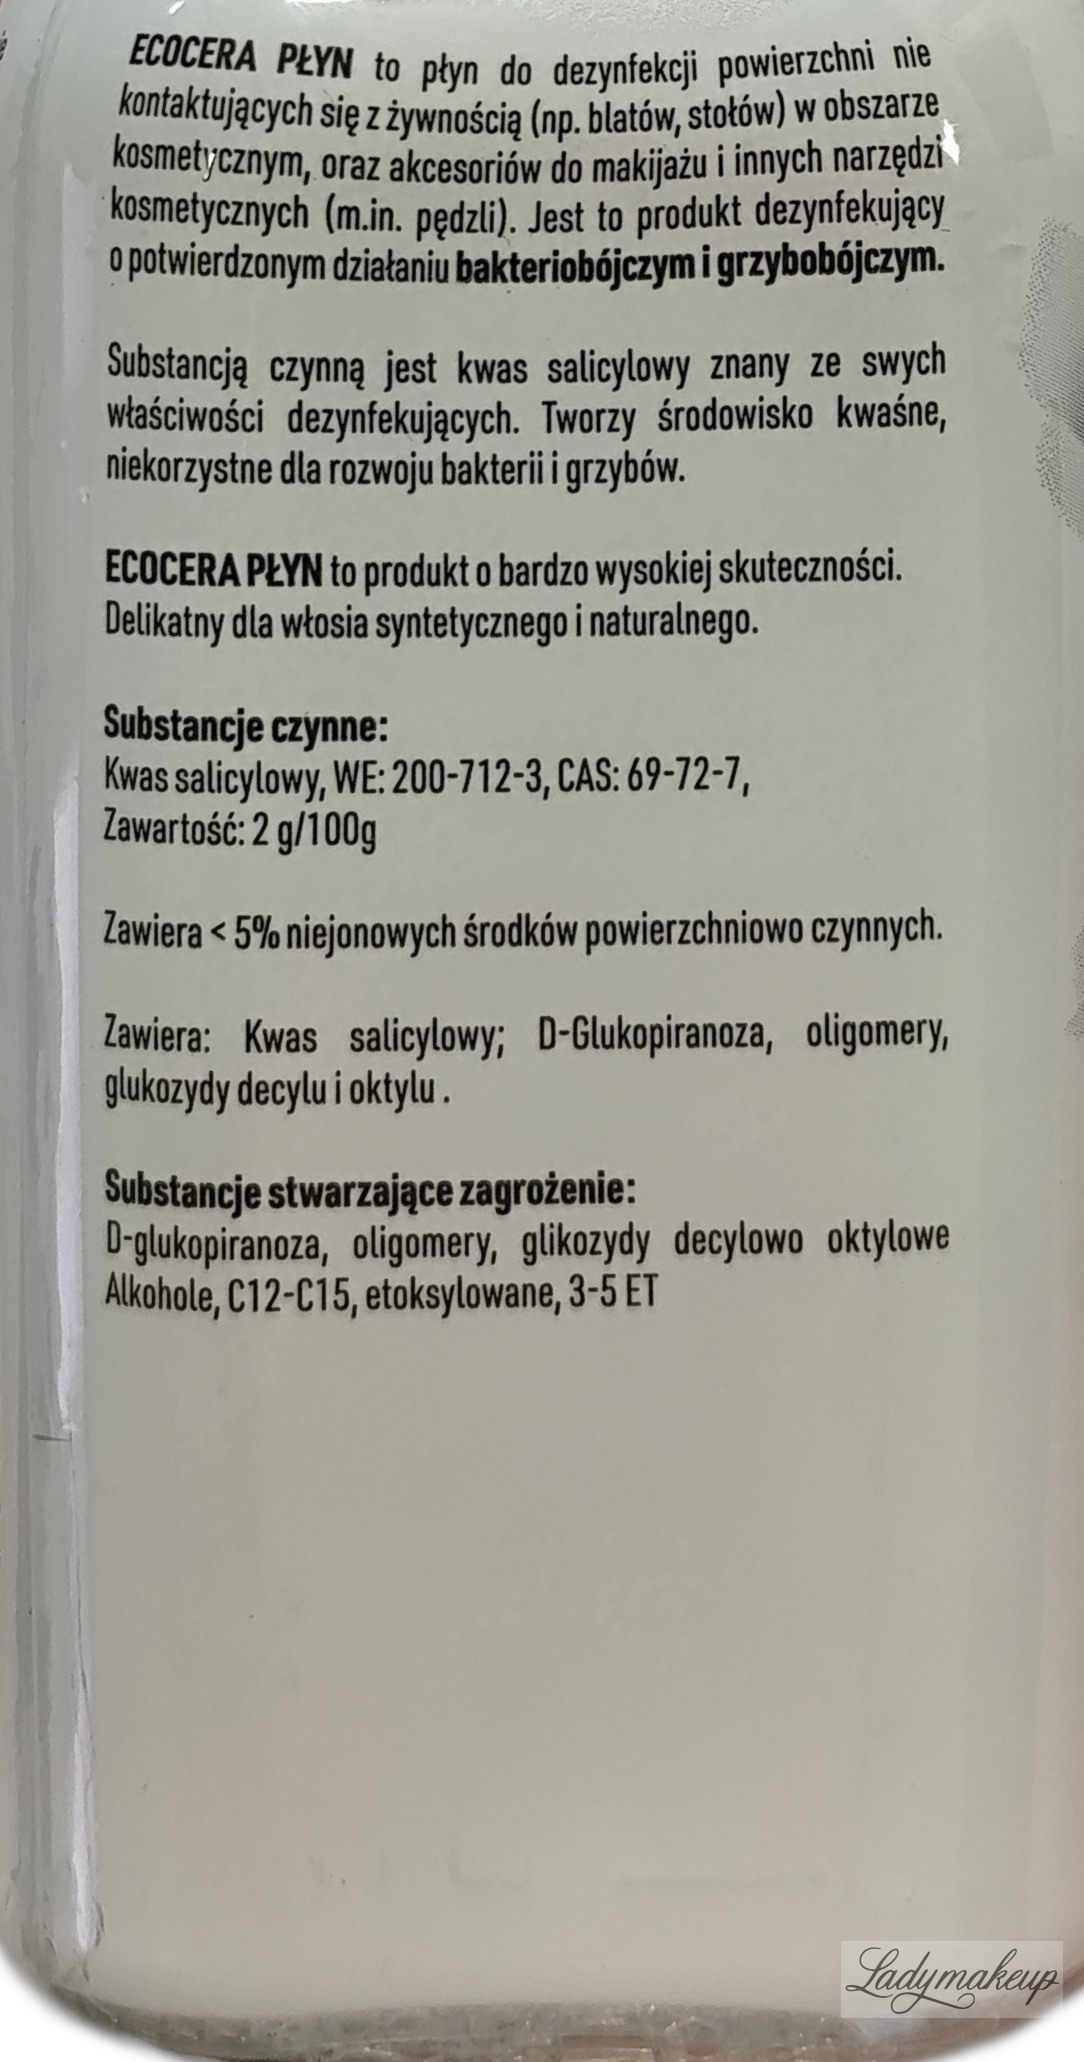 ECOCERA PŁYN to płyn do dezynfekcji powierzchni nie
kontaktujących się z żywnością (np. blatów, stołów) w obszarze
kosmetycznym, oraz akcesoriów do makijażu i innych narzędzi
kosmetycznych (m.in. pędzli). Jest to produkt dezynfekujący
o potwierdzonym działaniu bakteriobójczym i grzybobójczym.
Substancją czynną jest kwas salicylowy znany ze swych
właściwości dezynfekujących. Tworzy środowisko kwaśne,
niekorzystne dla rozwoju bakterii i grzybów.
ECOCERA PŁYN to produkt o bardzo wysokiej skuteczności.
Delikatny dla włosia syntetycznego i naturalnego.
Substancje czynne:
Kwas salicylowy, WE: 200-712-3, CAS: 69-72-7,
Zawartość: 2 g/100g
Zawiera < 5% niejonowych środków powierzchniowo czynnych.
Zawiera: Kwas salicylowy; D-Glukopiranoza, oligomery,
glukozydy decylu i oktylu .
Substancje stwarzające zagrożenie:
D-glukopiranoza, oligomery, glikozydy decylowo oktylowe
Alkohole, C12-C15, etoksylowane, 3-5 ET
Ladymakeup